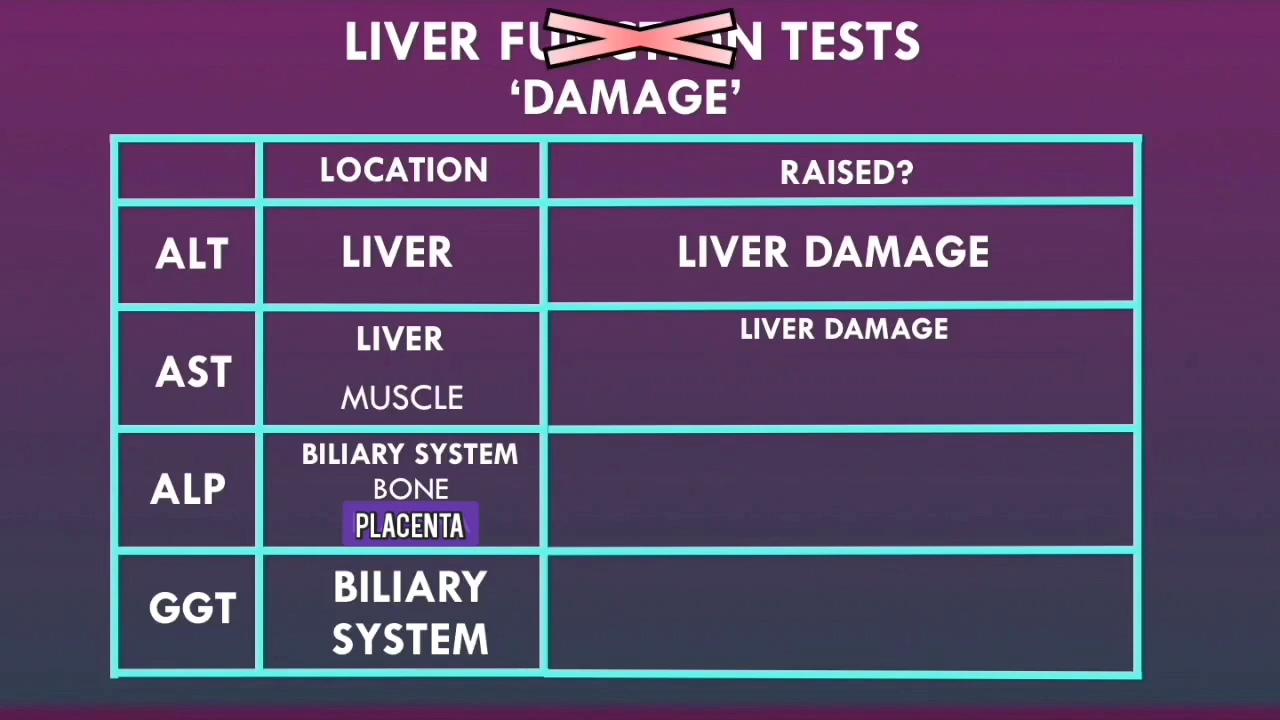 LIVER FUNCTION TESTS
‘DAMAGE’
LOCATION
RAISED?
ALT
LIVER
LIVER DAMAGE
AST
LIVER
MUSCLE
LIVER DAMAGE
ALP
BILIARY SYSTEM
BONE
PLACENTA
GGT
BILIARY
SYSTEM